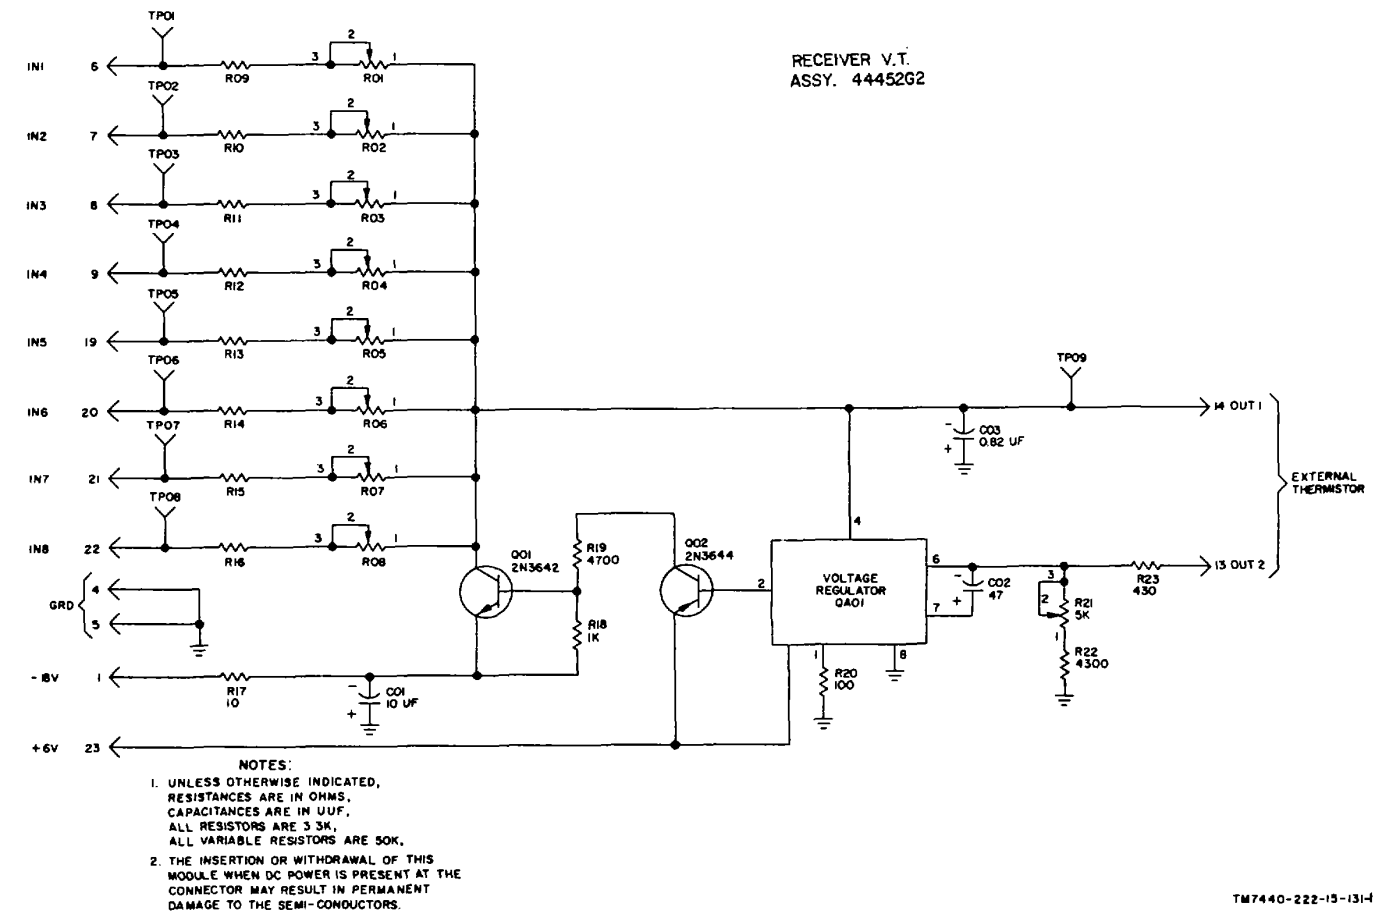 RECEIVER V.T.
ASSY. 44452G2
TP01
IN1 6
R09
3 2 1
R01
TP02
IN2 7
R10
3 2 1
R02
TP03
IN3 8
R11
3 2 1
R03
TP04
IN4 9
R12
3 2 1
R04
TP05
IN5 19
R13
3 2 1
R05
TP06
IN6 20
R14
3 2 1
R06
TP07
IN7 21
R15
3 2 1
R07
TP08
IN8 22
R16
3 2 1
R08
GRD
4
5
-18V 1
R17
10
-
+
C01
10 UF
+6V 23
Q01
2N3642
R19
4700
R18
1K
Q02
2N3644
2
4
VOLTAGE
REGULATOR
QA01
6
7
1
8
R20
100
-
+
C02
47
3
2
1
R21
5K
R22
4300
R23
430
-
+
C03
0.82 UF
TP09
14 OUT 1
13 OUT 2
EXTERNAL
THERMISTOR
NOTES:
1. UNLESS OTHERWISE INDICATED,
RESISTANCES ARE IN OHMS,
CAPACITANCES ARE IN UUF,
ALL RESISTORS ARE 3 3K,
ALL VARIABLE RESISTORS ARE 50K,
2. THE INSERTION OR WITHDRAWAL OF THIS
MODULE WHEN DC POWER IS PRESENT AT THE
CONNECTOR MAY RESULT IN PERMANENT
DAMAGE TO THE SEMI-CONDUCTORS.
TM7440-222-15-131-1